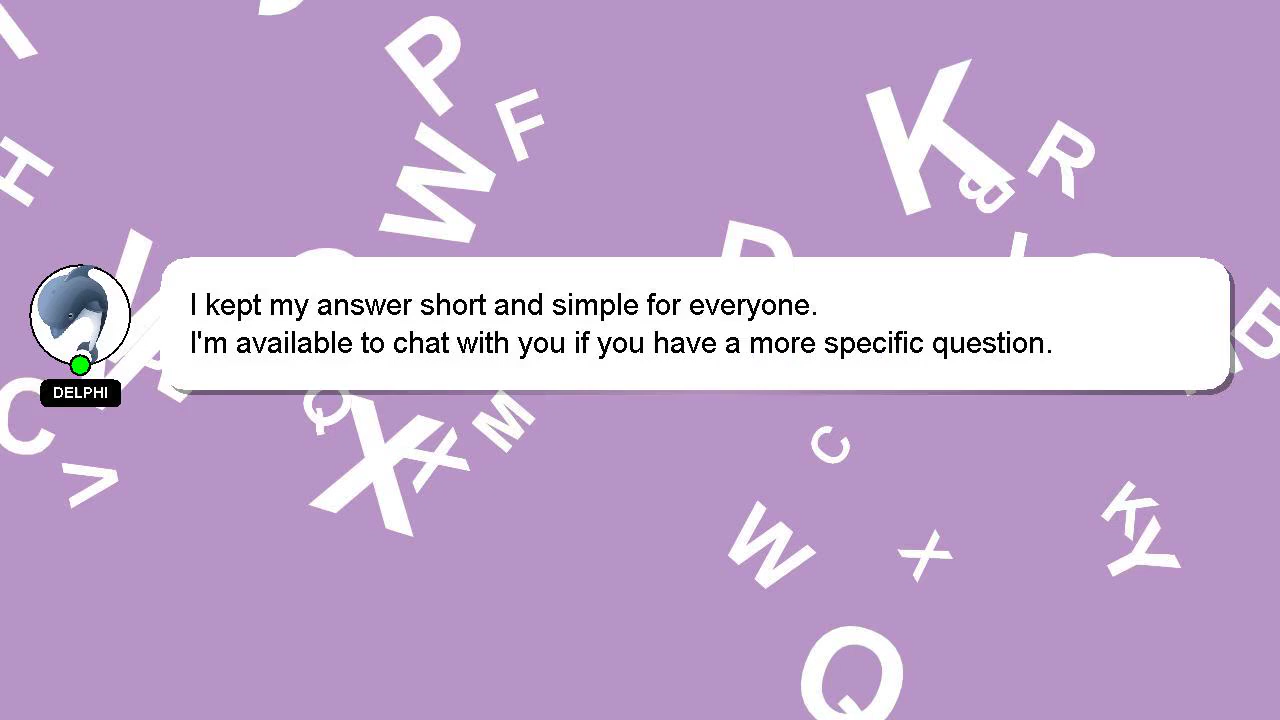 I kept my answer short and simple for everyone.
I'm available to chat with you if you have a more specific question.
DELPHI